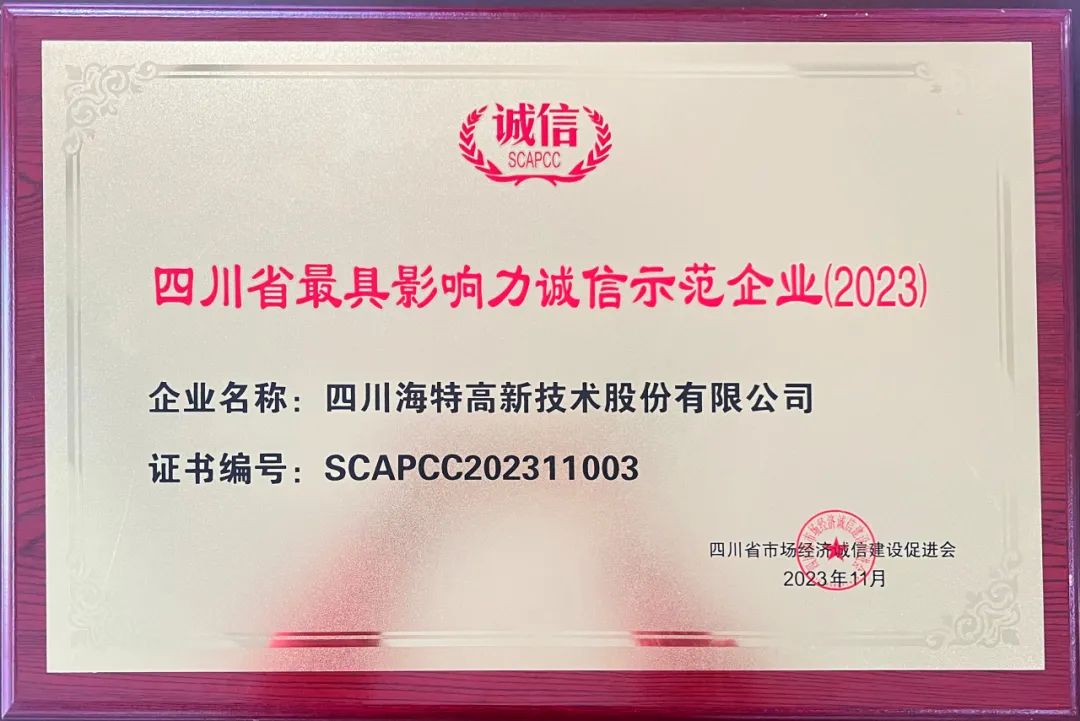 诚信
SCAPCC
四川省最具影响力诚信示范企业(2023)
企业名称：四川海特高新技术股份有限公司
证书编号：SCAPCC202311003
四川省市场经济诚信建设促进会
2023年11月